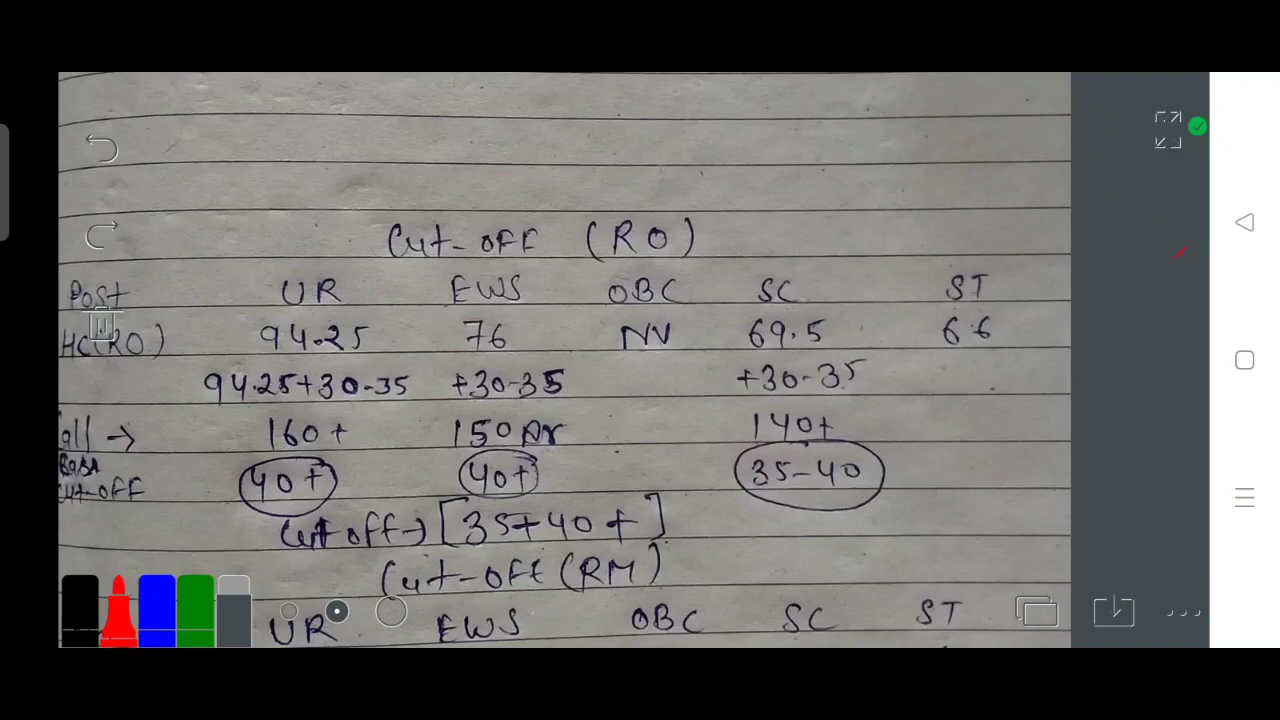 Cut-off (RO)
Post UR EWS OBC SC ST
HC(RO) 94.25 76 NV 69.5 66
94.25+30-35 +30-35 +30-35
all → 160+ 150 140+
Cut-off 40+ 40+ 35-40
Cut off → [35+40+]
Cut-off (RM)
UR EWS OBC SC ST